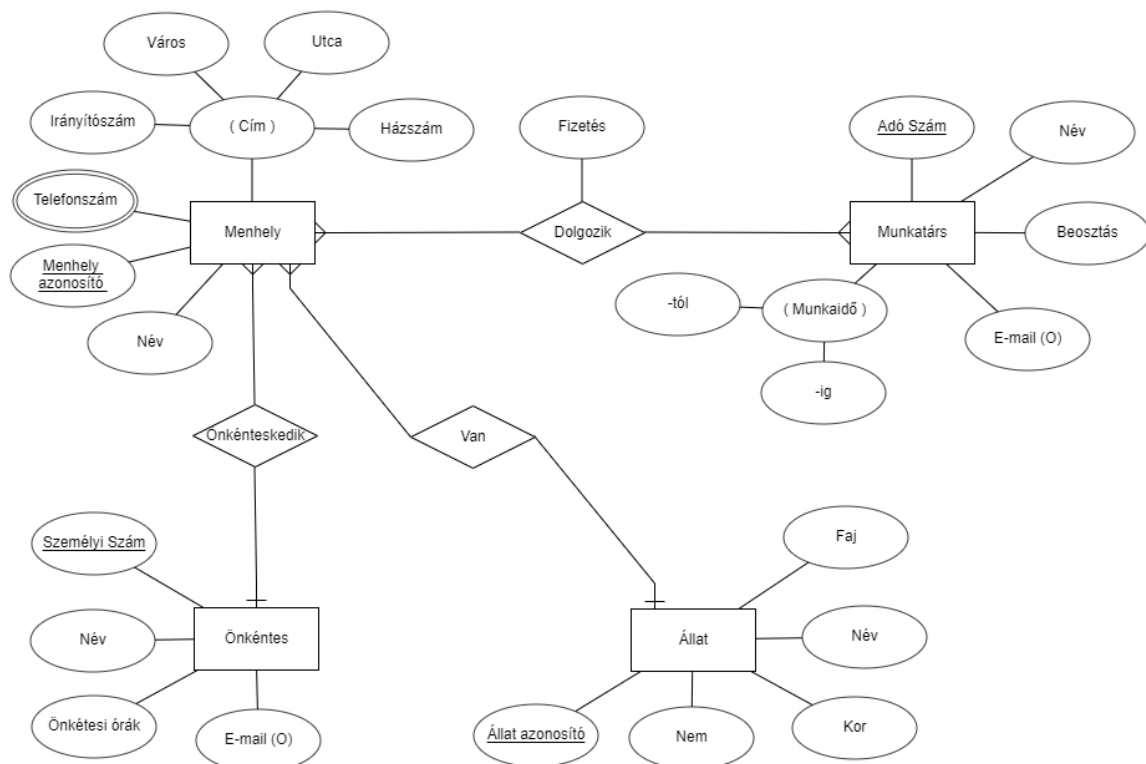 Város
Utca
Irányítószám
( Cím )
Házszám
Fizetés
Adó Szám
Név
Telefonszám
Menhely
Dolgozik
Munkatárs
Beosztás
Menhely
azonosító
-tól
( Munkaidő )
Név
E-mail (O)
-ig
Önkénteskedik
Van
Személyi Szám
Faj
Név
Önkéntes
Állat
Név
Önkétesi órák
E-mail (O)
Állat azonosító
Nem
Kor